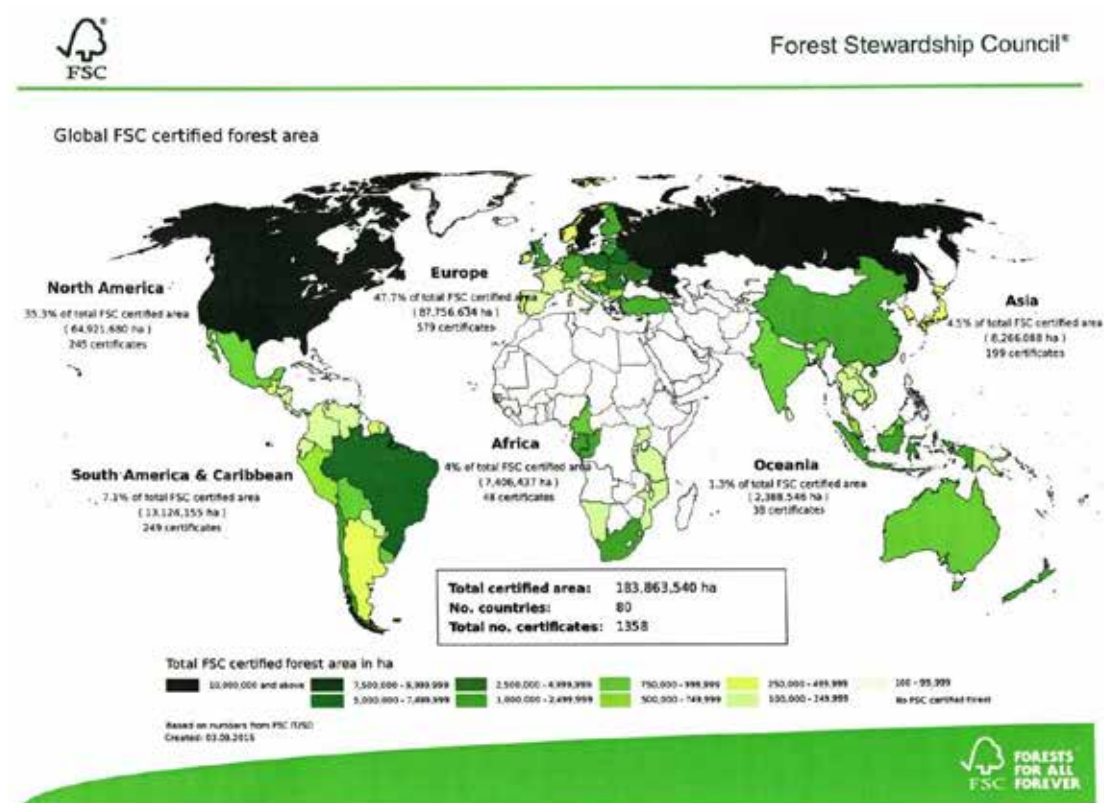 FSC
Forest Stewardship Council®
Global FSC certified forest area
North America
35.3% of total FSC certified area
( 64,921,680 ha )
245 certificates
Europe
47.7% of total FSC certified area
( 87,756,634 ha )
579 certificates
Asia
4.5% of total FSC certified area
( 8,266,088 ha )
199 certificates
South America & Caribbean
7.1% of total FSC certified area
( 13,124,155 ha )
249 certificates
Africa
4% of total FSC certified area
( 7,406,437 ha )
48 certificates
Oceania
1.3% of total FSC certified area
( 2,388,546 ha )
38 certificates
Total certified area: 183,863,540 ha
No. countries: 80
Total no. certificates: 1358
Total FSC certified forest area in ha
10,000,000 and above
7,500,000 - 9,999,999
2,500,000 - 4,999,999
750,000 - 999,999
250,000 - 499,999
100 - 99,999
5,000,000 - 7,499,999
1,000,000 - 2,499,999
500,000 - 749,999
100,000 - 249,999
No FSC certified forest
Based on numbers from FSC
Created: 03.08.2015
FSC
FORESTS
FOR ALL
FOREVER